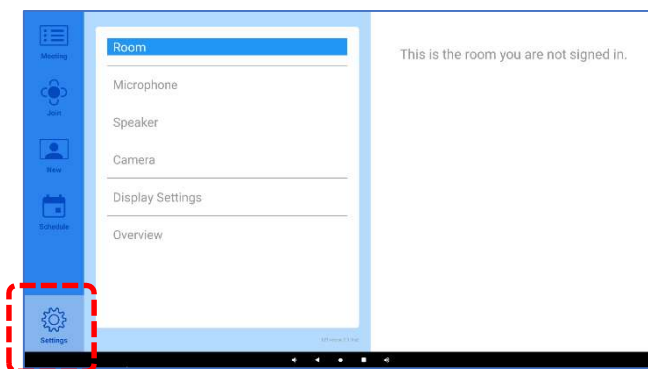 Meeting
Join
New
Schedule
Settings
Room
Microphone
Speaker
Camera
Display Settings
Overview
This is the room you are not signed in.